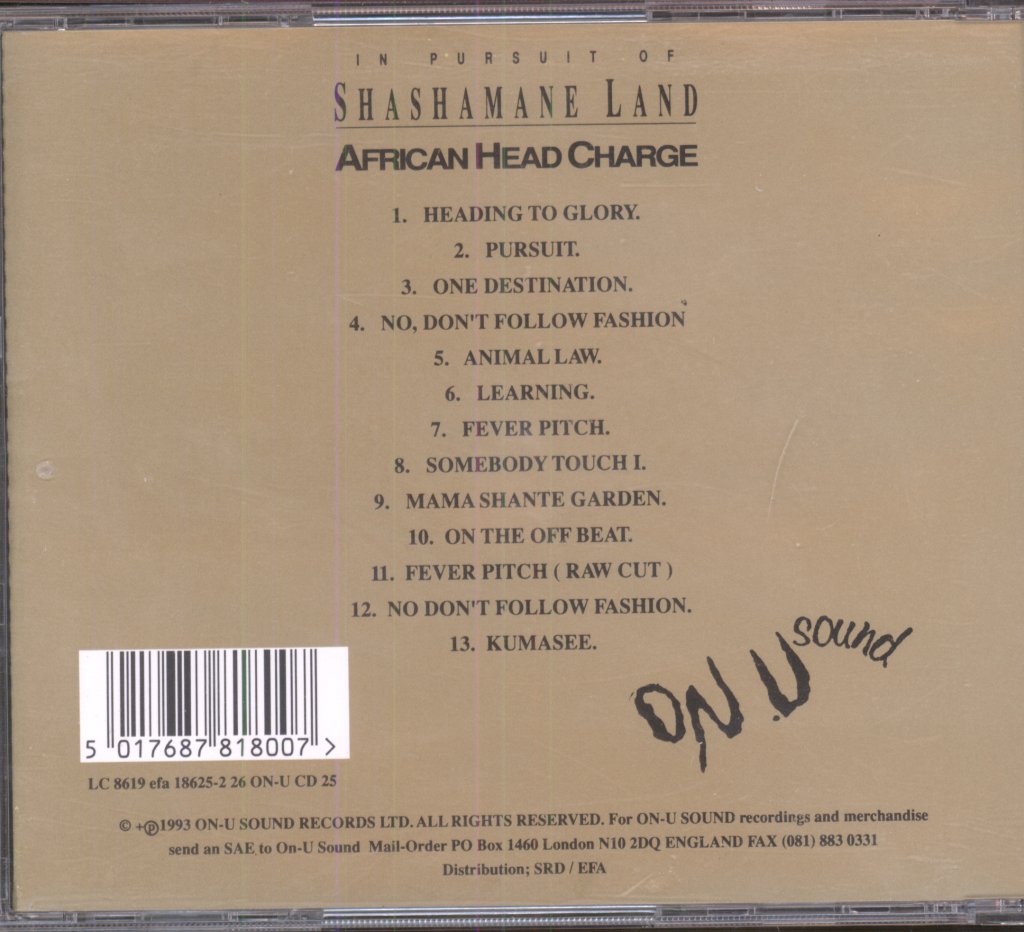 IN PURSUIT OF
SHASHAMANE LAND
AFRICAN HEAD CHARGE
1. HEADING TO GLORY.
2. PURSUIT.
3. ONE DESTINATION.
4. NO, DON'T FOLLOW FASHION
5. ANIMAL LAW.
6. LEARNING.
7. FEVER PITCH.
8. SOMEBODY TOUCH I.
9. MAMA SHANTE GARDEN.
10. ON THE OFF BEAT.
11. FEVER PITCH ( RAW CUT )
12. NO DON'T FOLLOW FASHION.
13. KUMASEE.
ON.U sound
5 017687 818007 >
LC 8619 efa 18625-2 26 ON-U CD 25
© +℗1993 ON-U SOUND RECORDS LTD. ALL RIGHTS RESERVED. For ON-U SOUND recordings and merchandise
send an SAE to On-U Sound Mail-Order PO Box 1460 London N10 2DQ ENGLAND FAX (081) 883 0331
Distribution; SRD / EFA